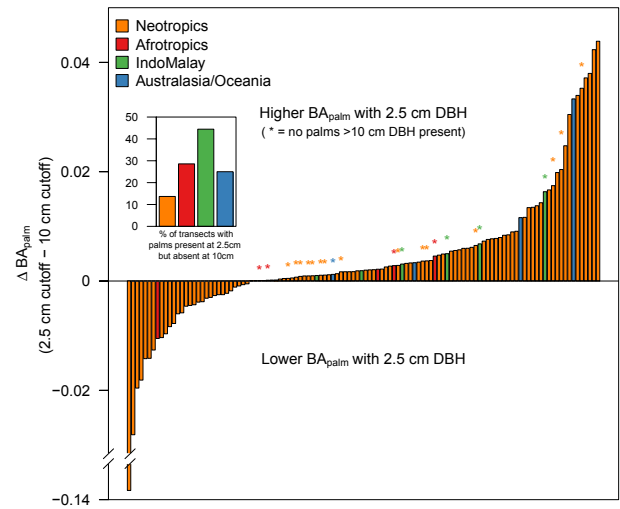 Neotropics
Afrotropics
IndoMalay
Australasia/Oceania
Higher BApalm with 2.5 cm DBH
( * = no palms >10 cm DBH present)
50
40
30
20
10
0
% of transects with
palms present at 2.5cm
but absent at 10cm
Lower BApalm with 2.5 cm DBH
0.04
0.02
0
−0.02
−0.14
Δ BApalm
(2.5 cm cutoff − 10 cm cutoff)